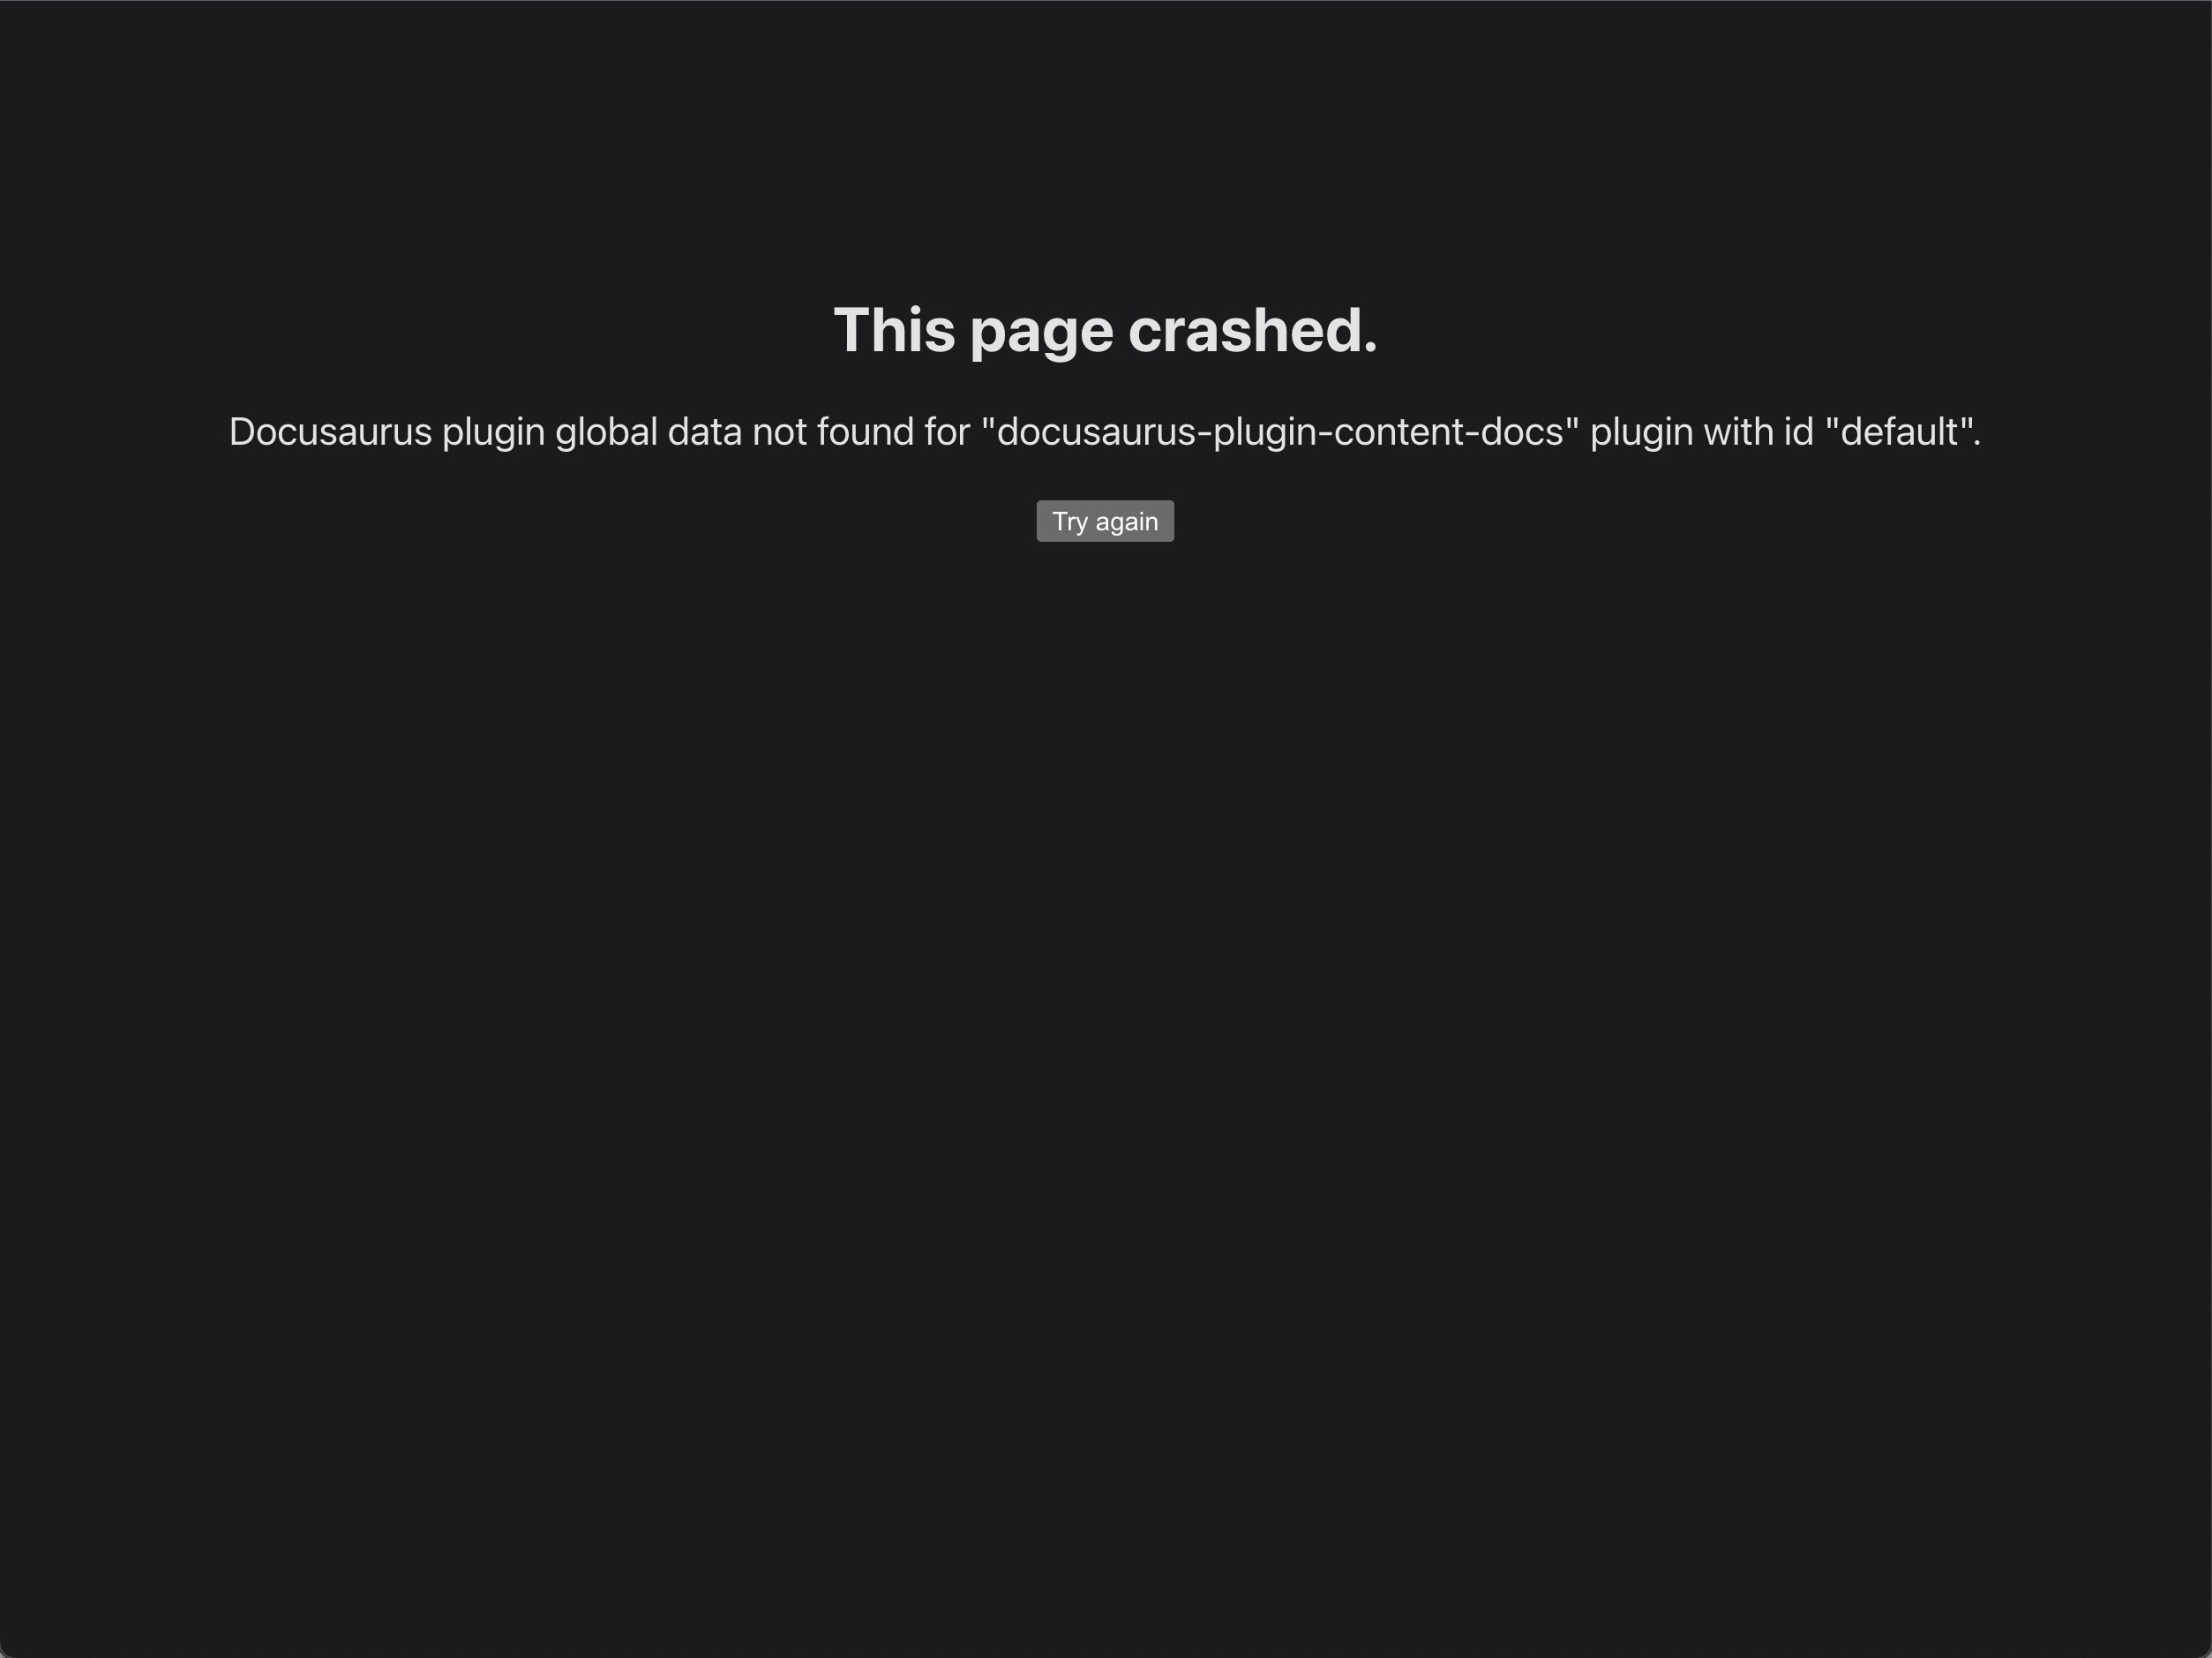 This page crashed.
Docusaurus plugin global data not found for "docusaurus-plugin-content-docs" plugin with id "default".
Try again